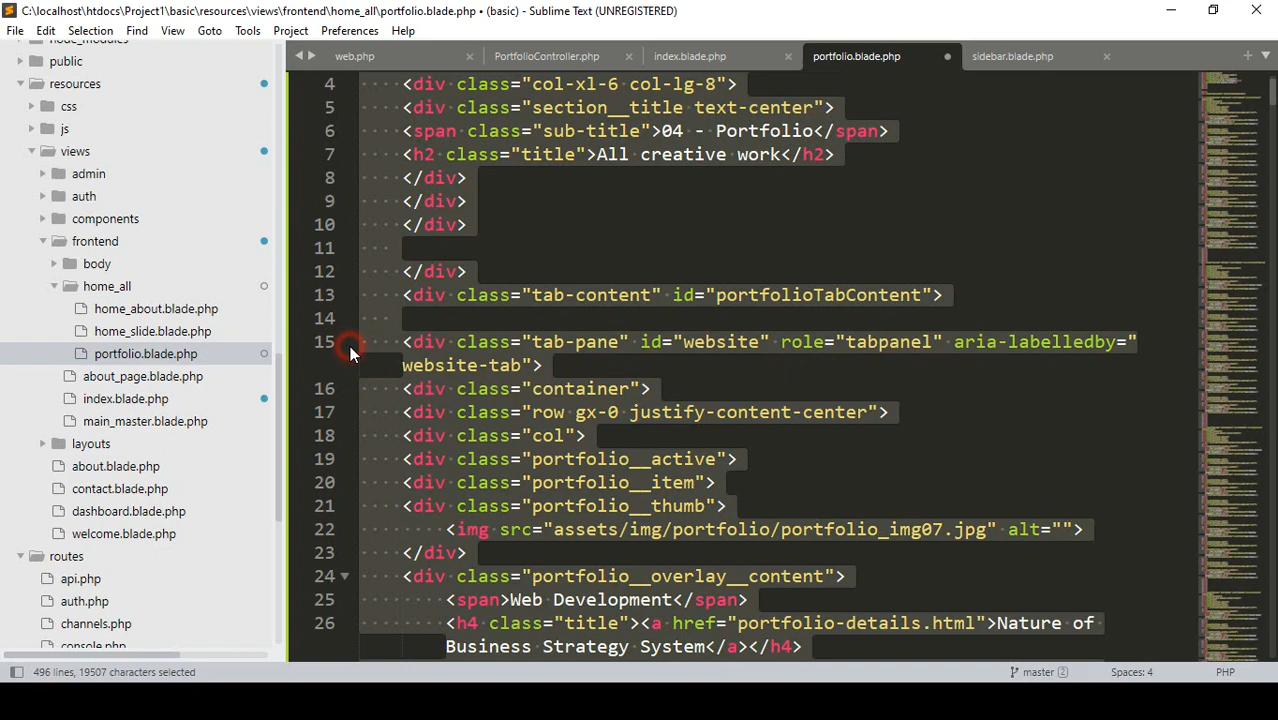 C:\localhost\htdocs\Project1\basic\resources\views\frontend\home_all\portfolio.blade.php • (basic) - Sublime Text (UNREGISTERED)
File Edit Selection Find View Goto Tools Project Preferences Help
node_modules
public
resources
css
js
views
admin
auth
components
frontend
body
home_all
home_about.blade.php
home_slide.blade.php
portfolio.blade.php
about_page.blade.php
index.blade.php
main_master.blade.php
layouts
about.blade.php
contact.blade.php
dashboard.blade.php
welcome.blade.php
routes
api.php
auth.php
channels.php
console.php
web.php PortfolioController.php index.blade.php portfolio.blade.php sidebar.blade.php
4 <div class="col-xl-6 col-lg-8">
5 <div class="section__title text-center">
6 <span class="sub-title">04 - Portfolio</span>
7 <h2 class="title">All creative work</h2>
8 </div>
9 </div>
10 </div>
11
12 </div>
13 <div class="tab-content" id="portfolioTabContent">
14
15 <div class="tab-pane" id="website" role="tabpanel" aria-labelledby="
website-tab">
16 <div class="container">
17 <div class="row gx-0 justify-content-center">
18 <div class="col">
19 <div class="portfolio__active">
20 <div class="portfolio__item">
21 <div class="portfolio__thumb">
22 <img src="assets/img/portfolio/portfolio_img07.jpg" alt="">
23 </div>
24 <div class="portfolio__overlay__content">
25 <span>Web Development</span>
26 <h4 class="title"><a href="portfolio-details.html">Nature of
Business Strategy System</a></h4>
496 lines, 19507 characters selected master 2 Spaces: 4 PHP